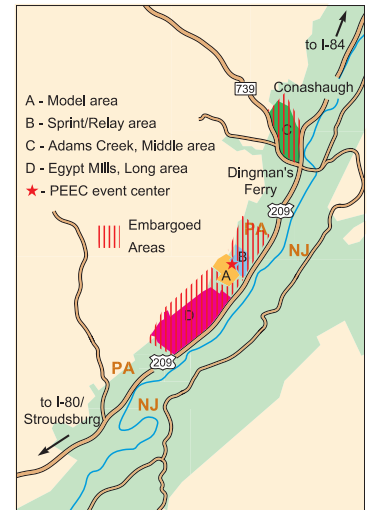 to I-84
739
Conashaugh
A - Model area
B - Sprint/Relay area
C - Adams Creek, Middle area
D - Egypt MIlls, Long area
★- PEEC event center
C
Dingman's
Ferry
209
Embargoed
Areas
PA
NJ
B
A
D
209
PA
NJ
to I-80/
Stroudsburg